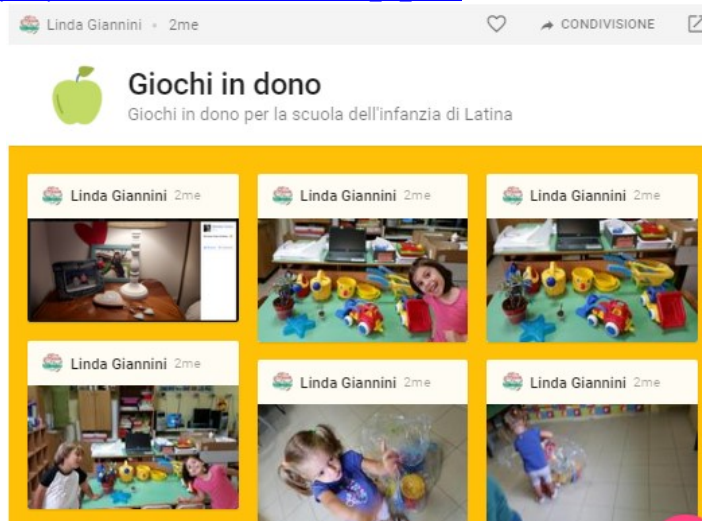 Linda Giannini • 2me
CONDIVISIONE
Giochi in dono
Giochi in dono per la scuola dell'infanzia di Latina
Linda Giannini 2me
Linda Giannini 2me
Linda Giannini 2me
Linda Giannini 2me
Linda Giannini 2me
Linda Giannini 2me